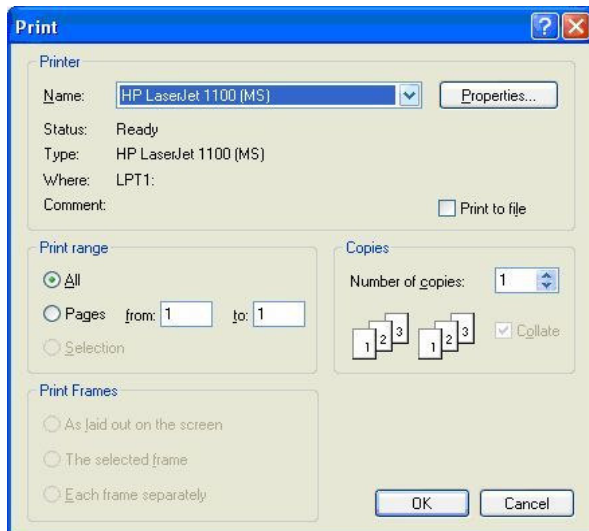 Print
Printer
Name: HP LaserJet 1100 (MS) Properties...
Status: Ready
Type: HP LaserJet 1100 (MS)
Where: LPT1:
Comment: Print to file
Print range
All
Pages from: 1 to: 1
Selection
Copies
Number of copies: 1
1 2 3 1 2 3 Collate
Print Frames
As laid out on the screen
The selected frame
Each frame separately
OK Cancel